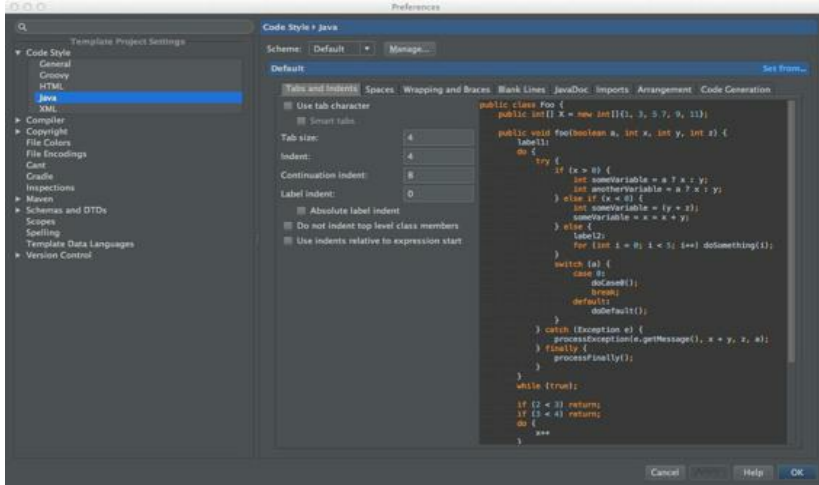 Preferences
Template Project Settings
Code Style
General
Groovy
HTML
Java
XML
Compiler
Copyright
File Colors
File Encodings
Gant
Gradle
Inspections
Maven
Schemas and DTDs
Scopes
Spelling
Template Data Languages
Version Control
Code Style › Java
Scheme: Default Manage...
Default Set from...
Tabs and Indents Spaces Wrapping and Braces Blank Lines JavaDoc Imports Arrangement Code Generation
Use tab character
Smart tabs
Tab size: 4
Indent: 4
Continuation indent: 8
Label indent: 0
Absolute label indent
Do not indent top level class members
Use indents relative to expression start
public class Foo {
public int[] X = new int[]{1, 3, 5 7, 9, 11};
public void foo(boolean a, int x, int y, int z) {
label1:
do {
try {
if (x > 0) {
int someVariable = a ? x : y;
int anotherVariable = a ? x : y;
} else if (x < 0) {
int someVariable = (y + z);
someVariable = x = x + y;
} else {
label2:
for (int i = 0; i < 5; i++) doSomething(i);
}
switch (a) {
case 0:
doCase0();
break;
default:
doDefault();
}
} catch (Exception e) {
processException(e.getMessage(), x + y, z, a);
} finally {
processFinally();
}
}
while (true);
if (2 < 3) return;
if (3 < 4) return;
do {
x++
}
Cancel Help OK